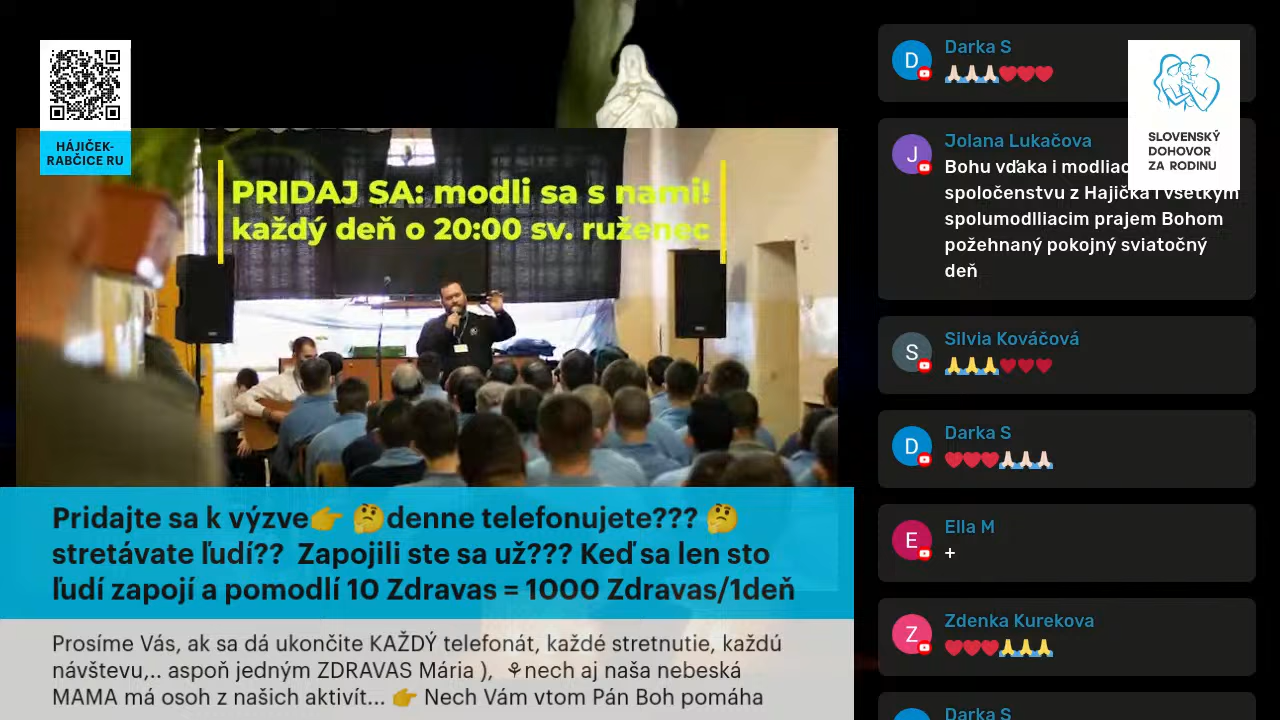 HÁJIČEK-
RABČICE RU
PRIDAJ SA: modli sa s nami!
každý deň o 20:00 sv. ruženec
Pridajte sa k výzve👉 🤔denne telefonujete??? 🤔
stretávate ľudí?? Zapojili ste sa už??? Keď sa len sto
ľudí zapojí a pomodlí 10 Zdravas = 1000 Zdravas/1deň
Prosíme Vás, ak sa dá ukončite KAŽDÝ telefonát, každé stretnutie, každú
návštevu,.. aspoň jedným ZDRAVAS Mária ), ⚘nech aj naša nebeská
MAMA má osoh z našich aktivít... 👉 Nech Vám vtom Pán Boh pomáha
D
Darka S
🙏🏻🙏🏻🙏🏻❤️❤️❤️
SLOVENSKÝ
DOHOVOR
ZA RODINU
J
Jolana Lukačova
Bohu vďaka i
spoločenstvu z Hajička i všetkým
spolumodlliacim prajem Bohom
požehnaný pokojný sviatočný
deň
S
Silvia Kováčová
🙏🙏🙏♥️♥️♥️
D
Darka S
❤️❤️❤️🙏🏻🙏🏻🙏🏻
E
Ella M
+
Z
Zdenka Kurekova
❤️❤️❤️🙏🙏🙏
Darka S